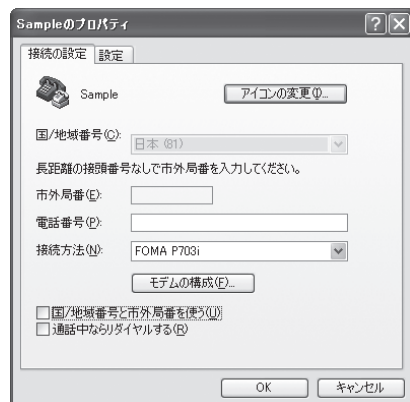 Sampleのプロパティ
接続の設定 設定
Sample
アイコンの変更(I)...
国/地域番号(C):
日本 (81)
長距離の接頭番号なしで市外局番を入力してください。
市外局番(E):
電話番号(P):
接続方法(N):
FOMA P703i
モデムの構成(F)...
国/地域番号と市外局番を使う(U)
通話中ならリダイヤルする(R)
OK キャンセル